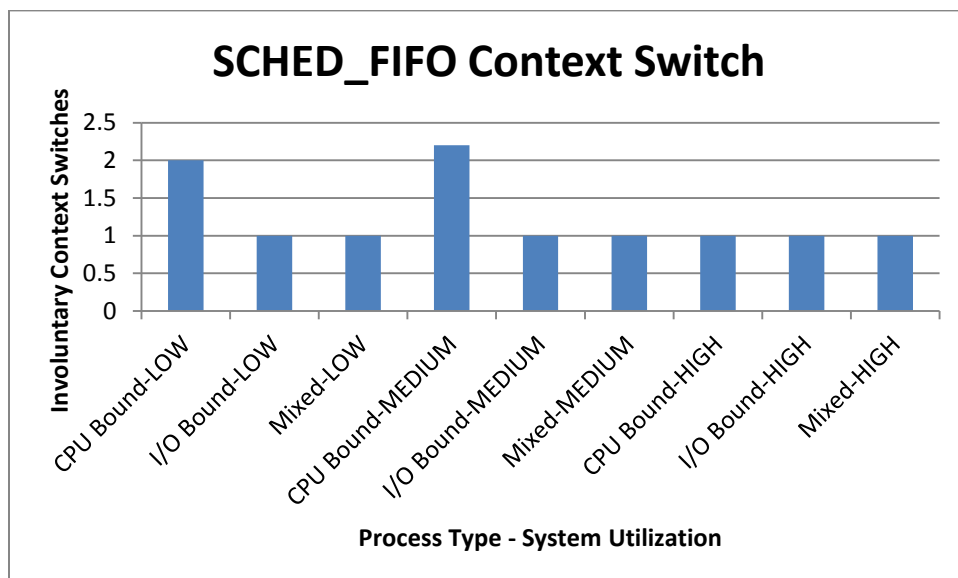 SCHED_FIFO Context Switch
Involuntary Context Switches
2.5
2
1.5
1
0.5
0
CPU Bound-LOW
I/O Bound-LOW
Mixed-LOW
CPU Bound-MEDIUM
I/O Bound-MEDIUM
Mixed-MEDIUM
CPU Bound-HIGH
I/O Bound-HIGH
Mixed-HIGH
Process Type - System Utilization